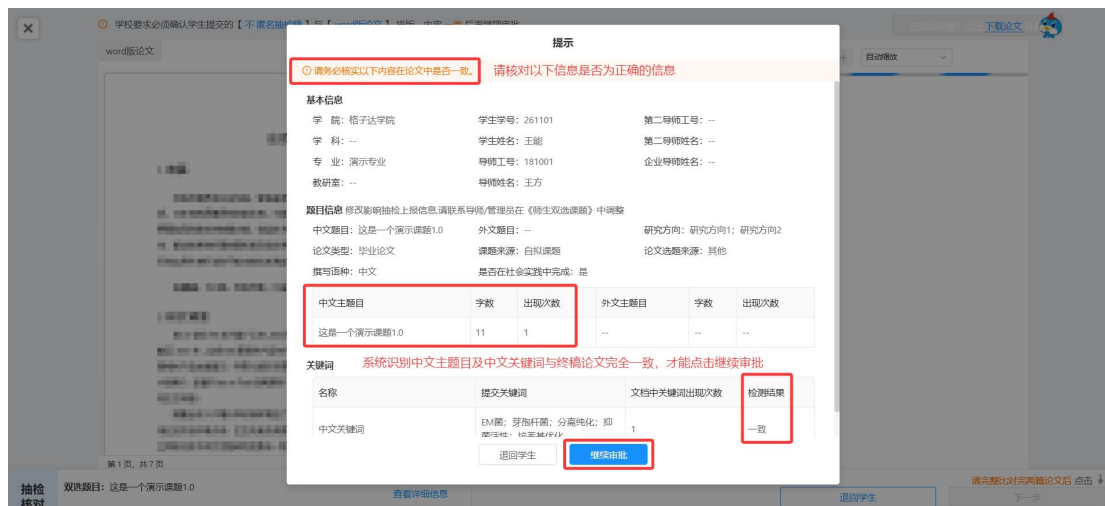 学校要求必须确认学生提交的【 不匿名抽检
下载论文
word版论文
自动缩放
提示
请务必核实以下内容在论文中是否一致。
请核对以下信息是否为正确的信息
基本信息
学 院：格子达学院 学生学号：261101 第二导师工号：--
学 科：-- 学生姓名：王能 第二导师姓名：--
专 业：演示专业 导师工号：181001 企业导师姓名：--
教研室：-- 导师姓名：王方
题目信息 修改影响抽检上报信息,请联系导师/管理员在《师生双选课题》中调整
中文题目：这是一个演示课题1.0 外文题目：-- 研究方向：研究方向1；研究方向2
论文类型：毕业论文 课题来源：自拟课题 论文选题来源：其他
撰写语种：中文 是否在社会实践中完成：是
中文主题目 字数 出现次数 外文主题目 字数 出现次数
这是一个演示课题1.0 11 1 -- -- --
关键词 系统识别中文主题目及中文关键词与终稿论文完全一致，才能点击继续审批
名称 提交关键词 文档中关键词出现次数 检测结果
中文关键词 EM菌；芽孢杆菌；分离纯化；抑
菌活性；培养基优化 1 一致
退回学生 继续审批
第1页，共7页
抽检
核对
双选题目：这是一个演示课题1.0
查看详细信息
请完整比对完两篇论文后 点击
退回学生 下一步